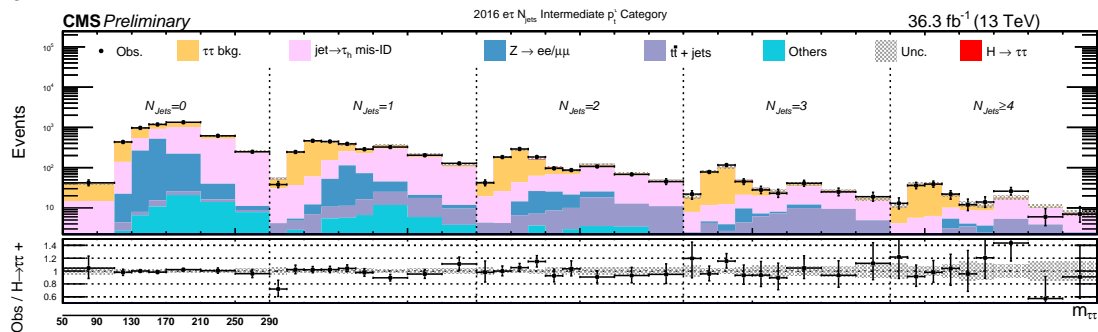 CMS Preliminary 2016 eτ N_jets Intermediate p_t^τ Category 36.3 fb⁻¹ (13 TeV)
Obs. ττ bkg. jet→τ_h mis-ID Z → ee/μμ tt̄ + jets Others Unc. H → ττ
N_Jets=0 N_Jets=1 N_Jets=2 N_Jets=3 N_Jets≥4
Events
10⁵
10⁴
10³
10²
10
Obs / H→ττ +
1.4
1.2
1.0
0.8
0.6
50 90 130 170 210 250 290
m_ττ